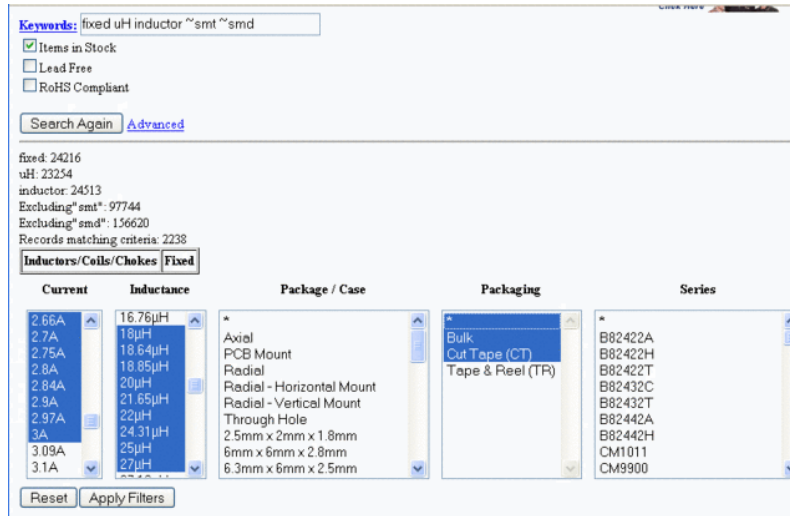 Click Here
Keywords: fixed uH inductor ~smt ~smd
Items in Stock
Lead Free
RoHS Compliant
Search Again Advanced
fixed: 24216
uH: 23254
inductor: 24513
Excluding"smt": 97744
Excluding"smd": 156620
Records matching criteria: 2238
Inductors/Coils/Chokes Fixed
Current Inductance Package / Case Packaging Series
2.66A 16.76µH * * *
2.7A 18µH Axial Bulk B82422A
2.75A 18.64µH PCB Mount Cut Tape (CT) B82422H
2.8A 18.85µH Radial Tape & Reel (TR) B82422T
2.84A 20µH Radial - Horizontal Mount B82432C
2.9A 21.65µH Radial - Vertical Mount B82432T
2.97A 22µH Through Hole B82442A
3A 24.31µH 2.5mm x 2mm x 1.8mm B82442H
3.09A 25µH 6mm x 6mm x 2.8mm CM1011
3.1A 27µH 6.3mm x 6mm x 2.5mm CM9900
Reset Apply Filters